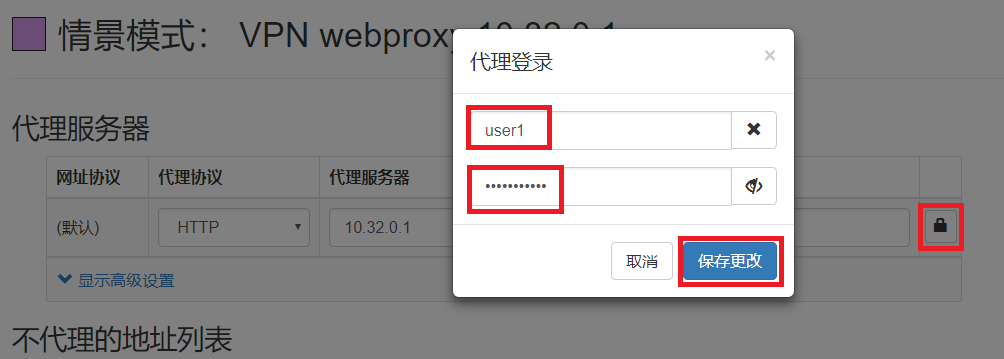 情景模式： VPN webproxy 10.32.0.1
代理登录
×
代理服务器
user1
网址协议 代理协议 代理服务器
•••••••••••
(默认) HTTP 10.32.0.1
取消 保存更改
显示高级设置
不代理的地址列表